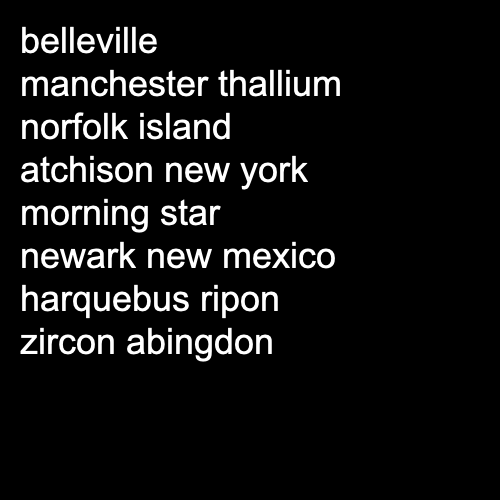 belleville
manchester thallium
norfolk island
atchison new york
morning star
newark new mexico
harquebus ripon
zircon abingdon